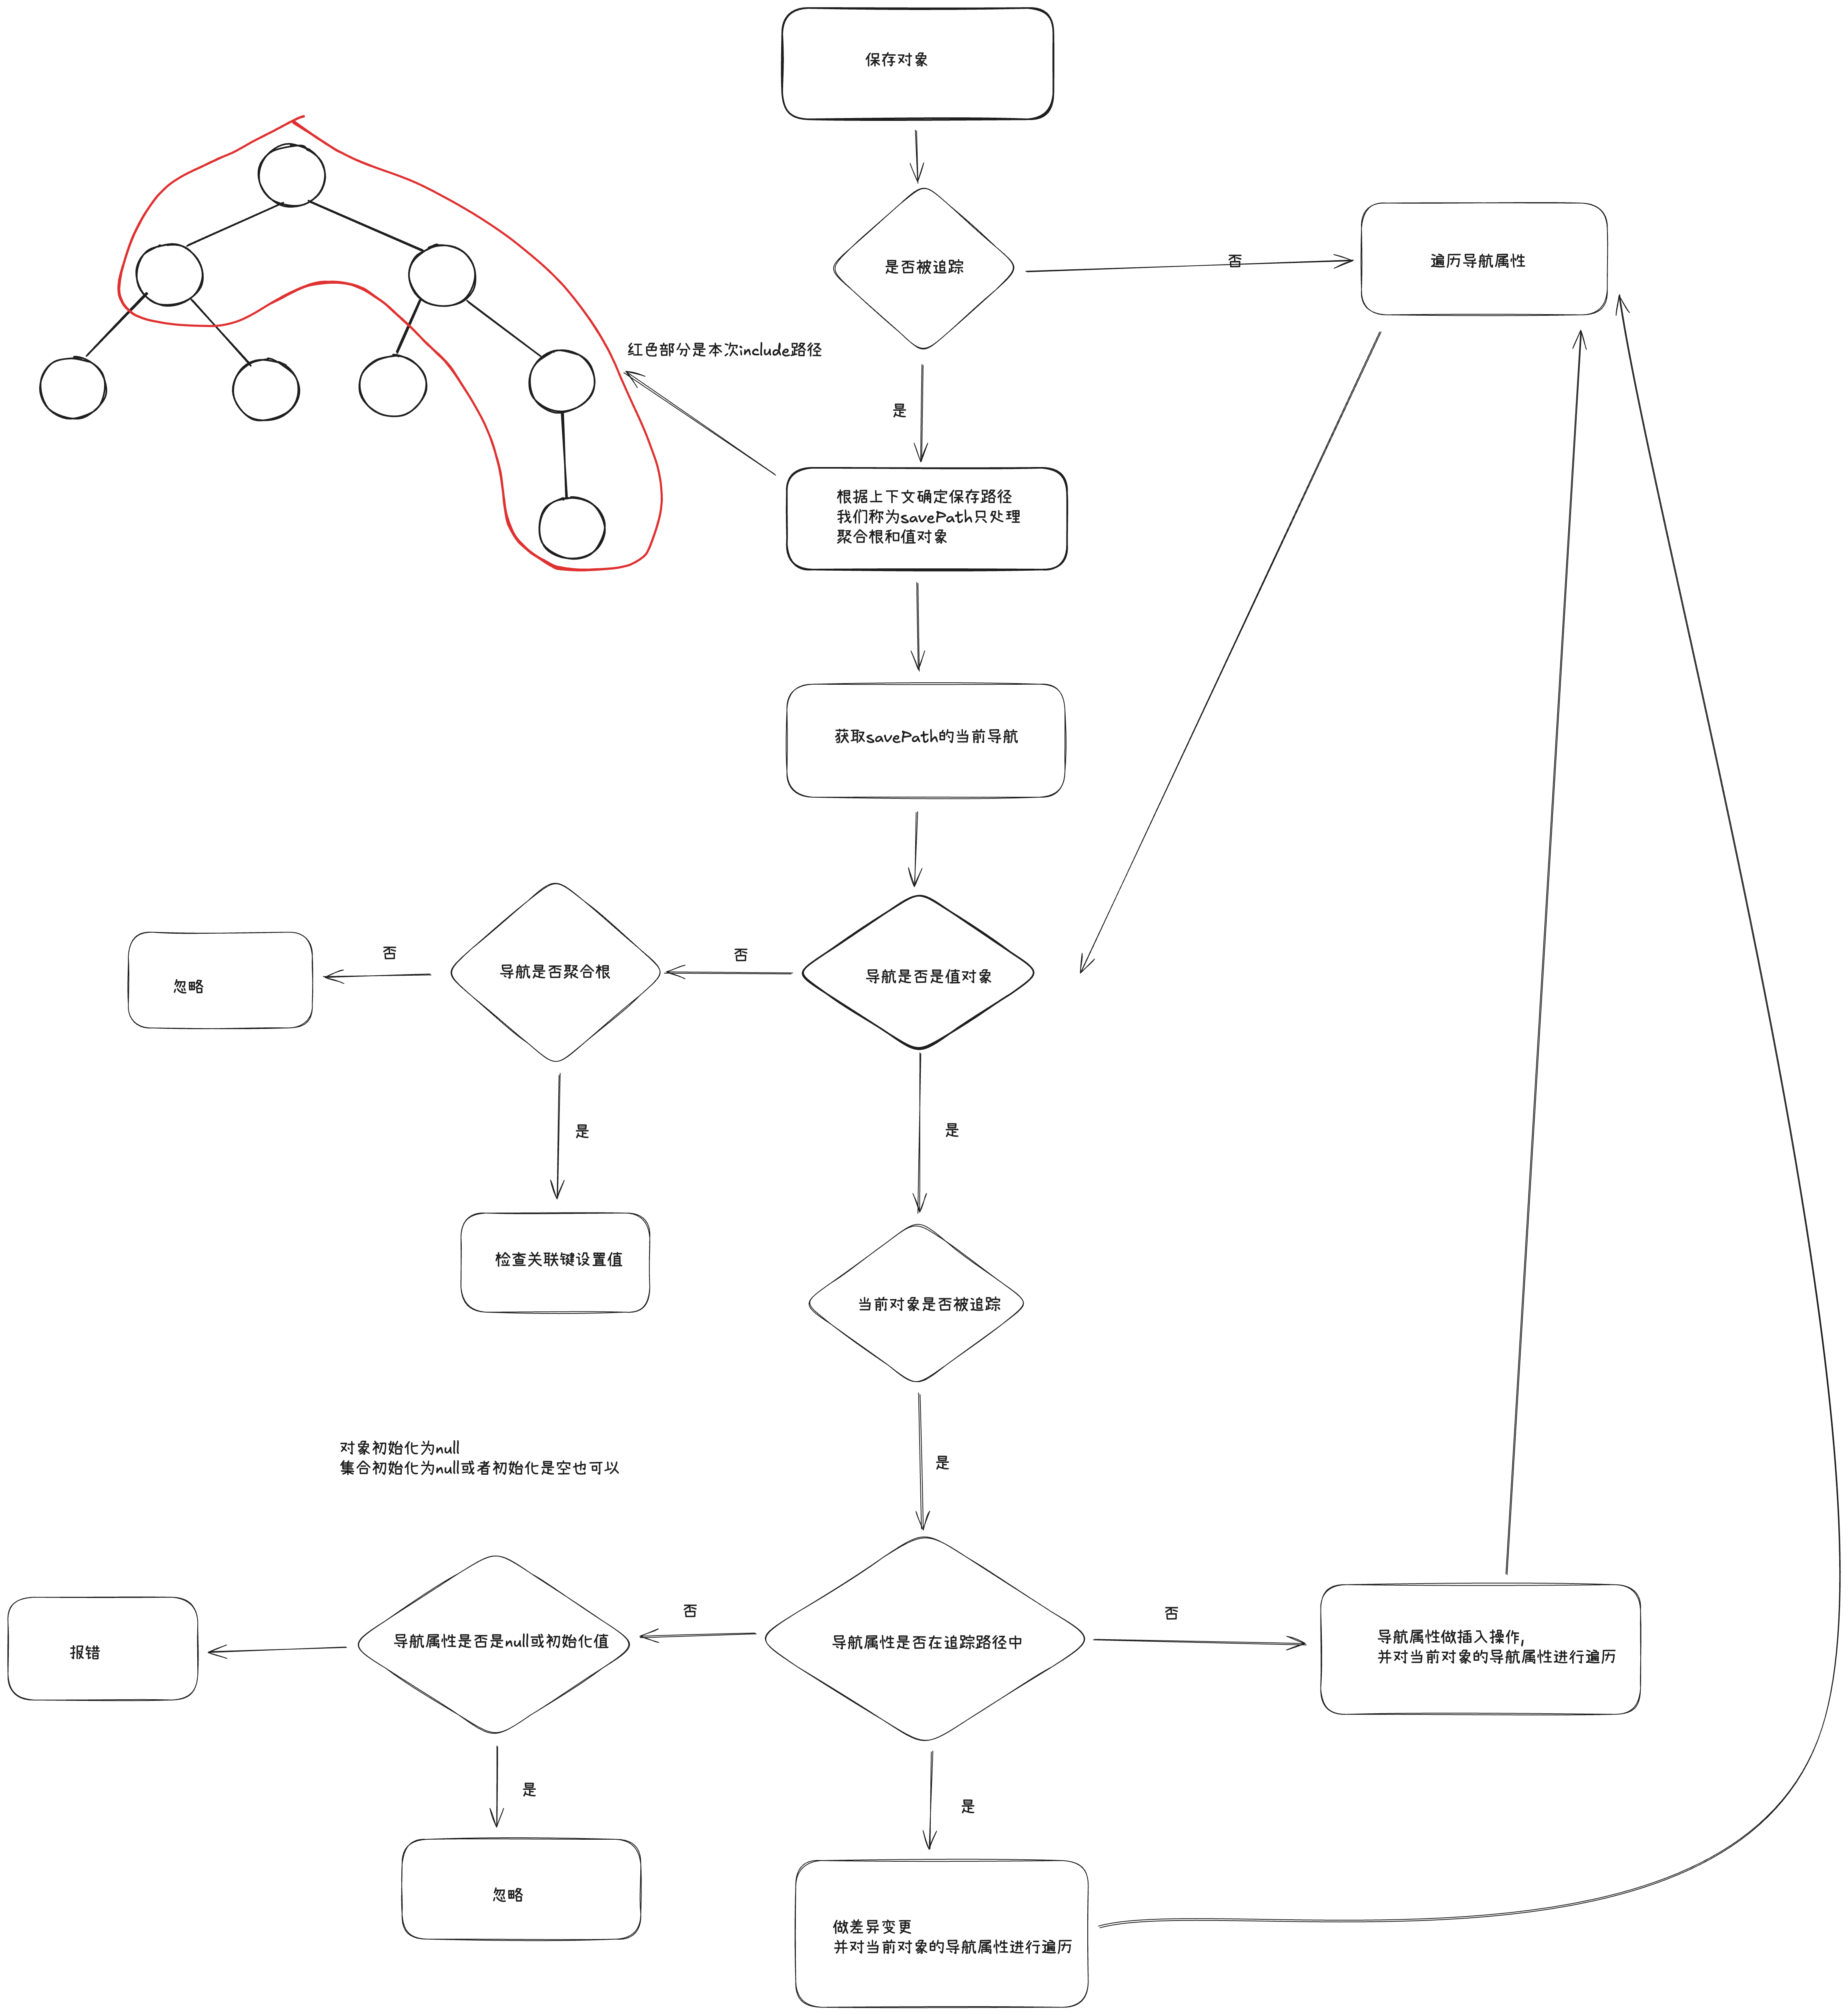 保存对象
是否被追踪
否
遍历导航属性
红色部分是本次include路径
是
根据上下文确定保存路径
我们称为savePath只处理
聚合根和值对象
获取savePath的当前导航
忽略
否
导航是否聚合根
否
导航是否是值对象
是
是
检查关联键设置值
当前对象是否被追踪
对象初始化为null
集合初始化为null或者初始化是空也可以
是
报错
导航属性是否是null或初始化值
否
导航属性是否在追踪路径中
否
导航属性做插入操作,
并对当前对象的导航属性进行遍历
是
是
忽略
做差异变更
并对当前对象的导航属性进行遍历